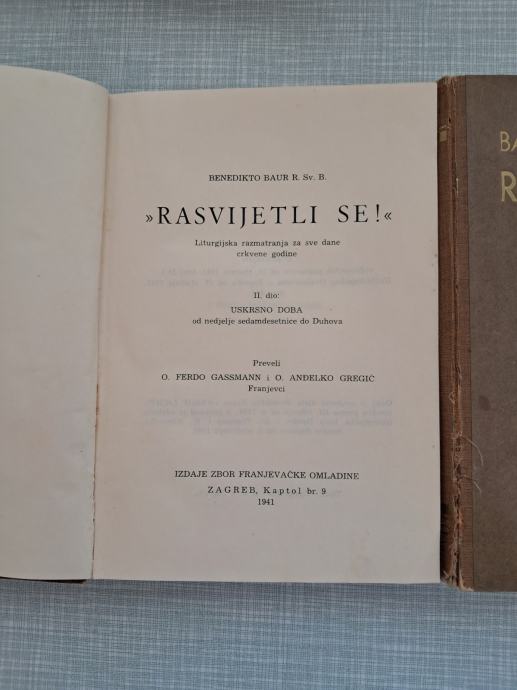 BENEDIKTO BAUR R. Sv. B.
»RASVIJETLI SE!«
Liturgijska razmatranja za sve dane
crkvene godine
II. dio:
USKRSNO DOBA
od nedjelje sedamdesetnice do Duhova
Preveli
O. FERDO GASSMANN i O. ANĐELKO GREGIĆ
Franjevci
IZDAJE ZBOR FRANJEVAČKE OMLADINE
ZAGREB, Kaptol br. 9
1941
BA
R